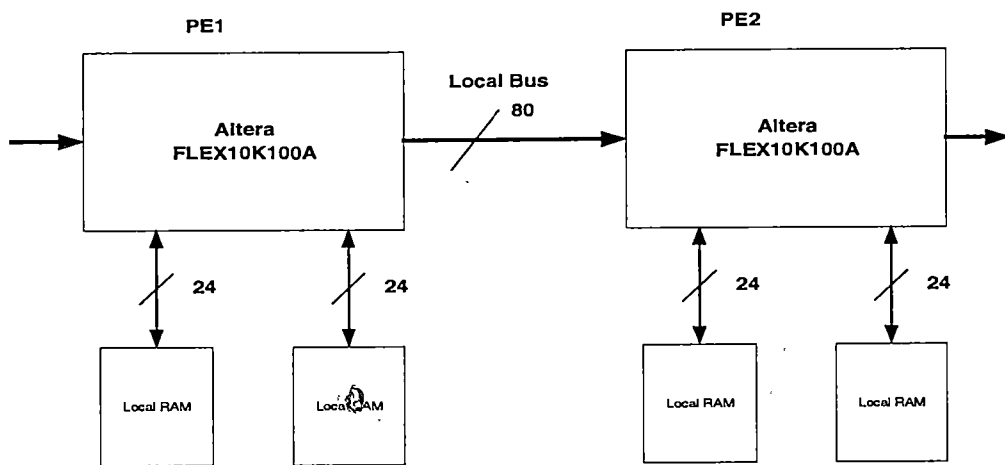 PE1
PE2
Local Bus
80
Altera
FLEX10K100A
Altera
FLEX10K100A
24
24
24
24
Local RAM
Local RAM
Local RAM